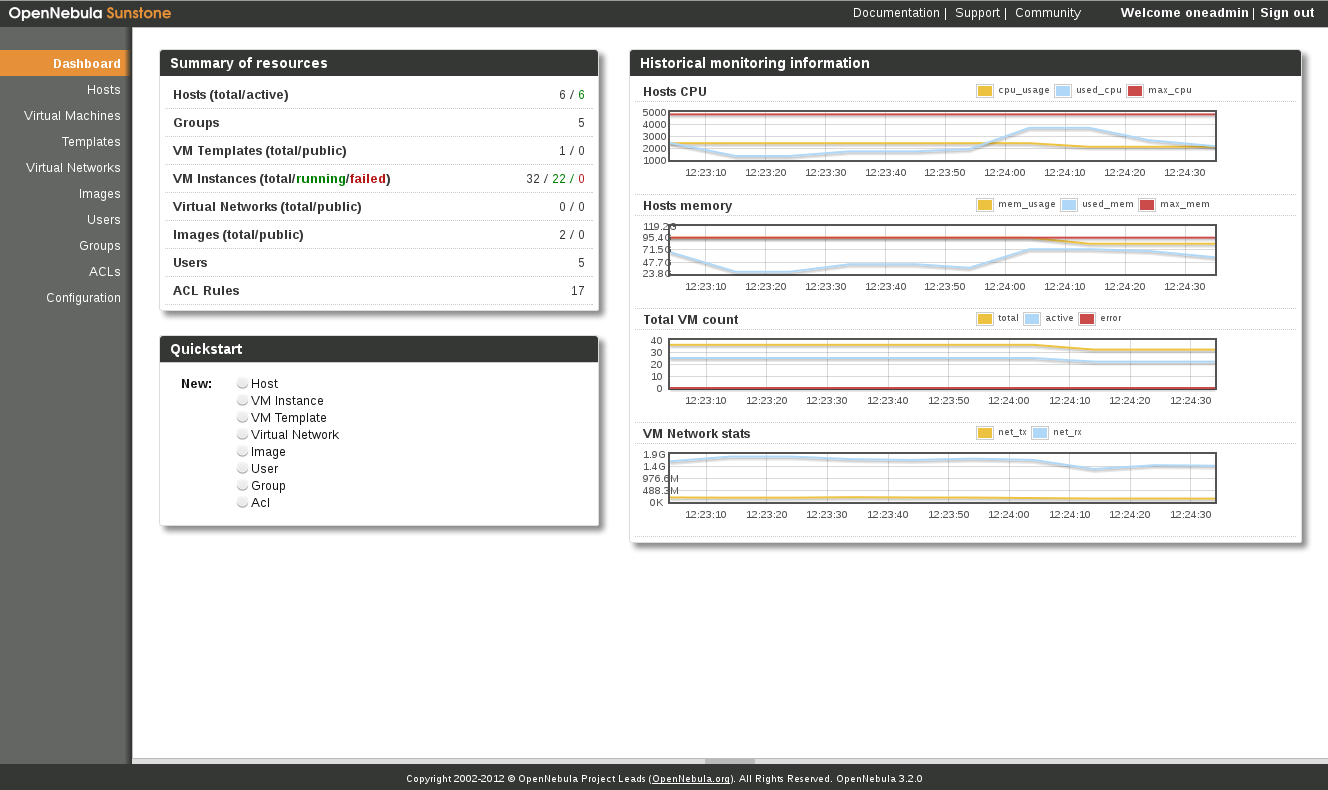 OpenNebula Sunstone
Documentation | Support | Community Welcome oneadmin | Sign out
Dashboard
Hosts
Virtual Machines
Templates
Virtual Networks
Images
Users
Groups
ACLs
Configuration
Summary of resources
Hosts (total/active) 6 / 6
Groups 5
VM Templates (total/public) 1 / 0
VM Instances (total/running/failed) 32 / 22 / 0
Virtual Networks (total/public) 0 / 0
Images (total/public) 2 / 0
Users 5
ACL Rules 17
Quickstart
New:
Host
VM Instance
VM Template
Virtual Network
Image
User
Group
Acl
Historical monitoring information
Hosts CPU cpu_usage used_cpu max_cpu
5000
4000
3000
2000
1000
12:23:10 12:23:20 12:23:30 12:23:40 12:23:50 12:24:00 12:24:10 12:24:20 12:24:30
Hosts memory mem_usage used_mem max_mem
119.2G
95.4G
71.5G
47.7G
23.8G
12:23:10 12:23:20 12:23:30 12:23:40 12:23:50 12:24:00 12:24:10 12:24:20 12:24:30
Total VM count total active error
40
30
20
10
0
12:23:10 12:23:20 12:23:30 12:23:40 12:23:50 12:24:00 12:24:10 12:24:20 12:24:30
VM Network stats net_tx net_rx
1.9G
1.4G
976.6M
488.3M
0K
12:23:10 12:23:20 12:23:30 12:23:40 12:23:50 12:24:00 12:24:10 12:24:20 12:24:30
Copyright 2002-2012 © OpenNebula Project Leads (OpenNebula.org). All Rights Reserved. OpenNebula 3.2.0